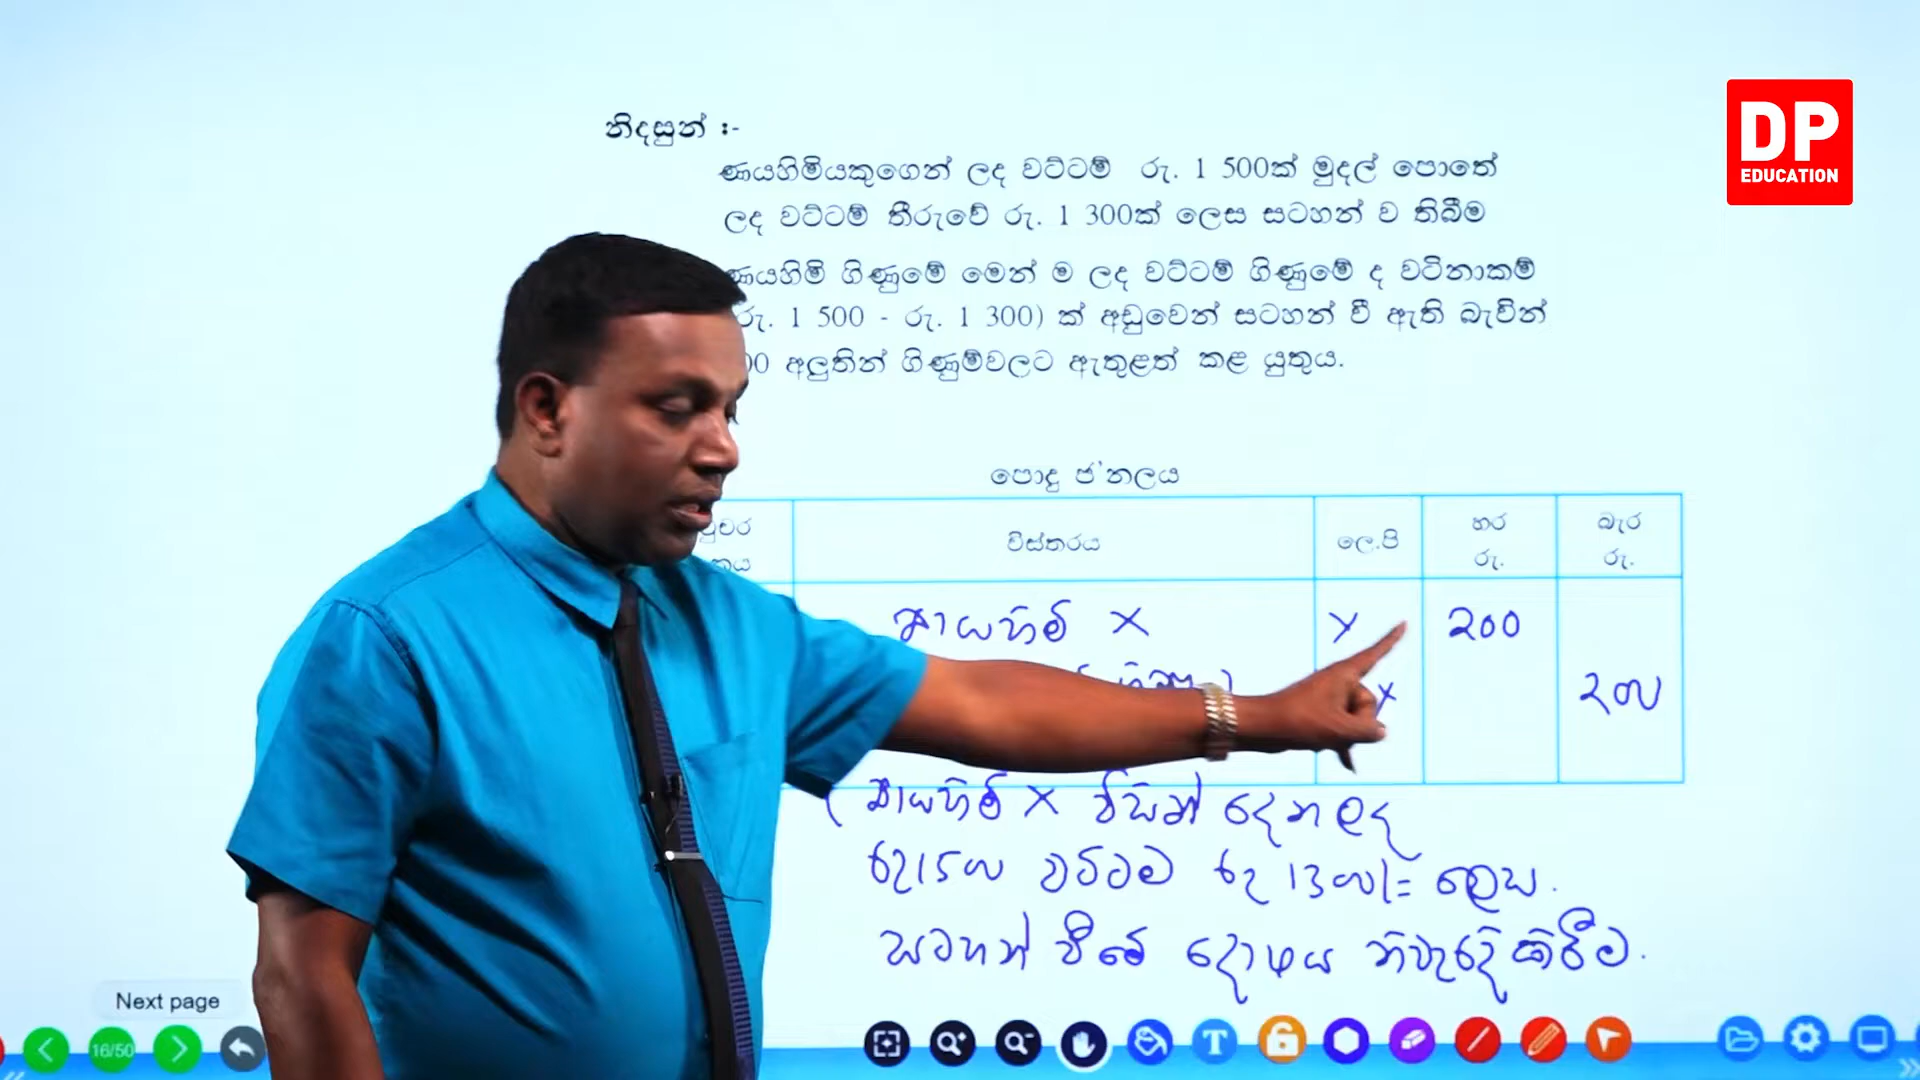 DP
EDUCATION
නිදසුන් :-
ණයහිමියකුගෙන් ලද වට්ටම් රු. 1 500ක් මුදල් පොතේ
ලද වට්ටම් තීරුවේ රු. 1 300ක් ලෙස සටහන් ව තිබීම
ණයහිමි ගිණුමේ මෙන් ම ලද වට්ටම් ගිණුමේ ද වටිනාකම්
රු. 1 500 - රු. 1 300) ක් අඩුවෙන් සටහන් වී ඇති බැවින්
00 අලුතින් ගිණුම්වලට ඇතුළත් කළ යුතුය.
පොදු ජ'නලය
විස්තරය
ලෙ.පි
හර
රු.
බැර
රු.
ණයහිමි X X 200
X 200
(ණයහිමි X විසින් දෙන ලද
රු1500 වට්ටම රු 1300/= ලෙස.
සටහන් වීමේ දෝෂය නිවැරදි කිරීම.
Next page
16/50